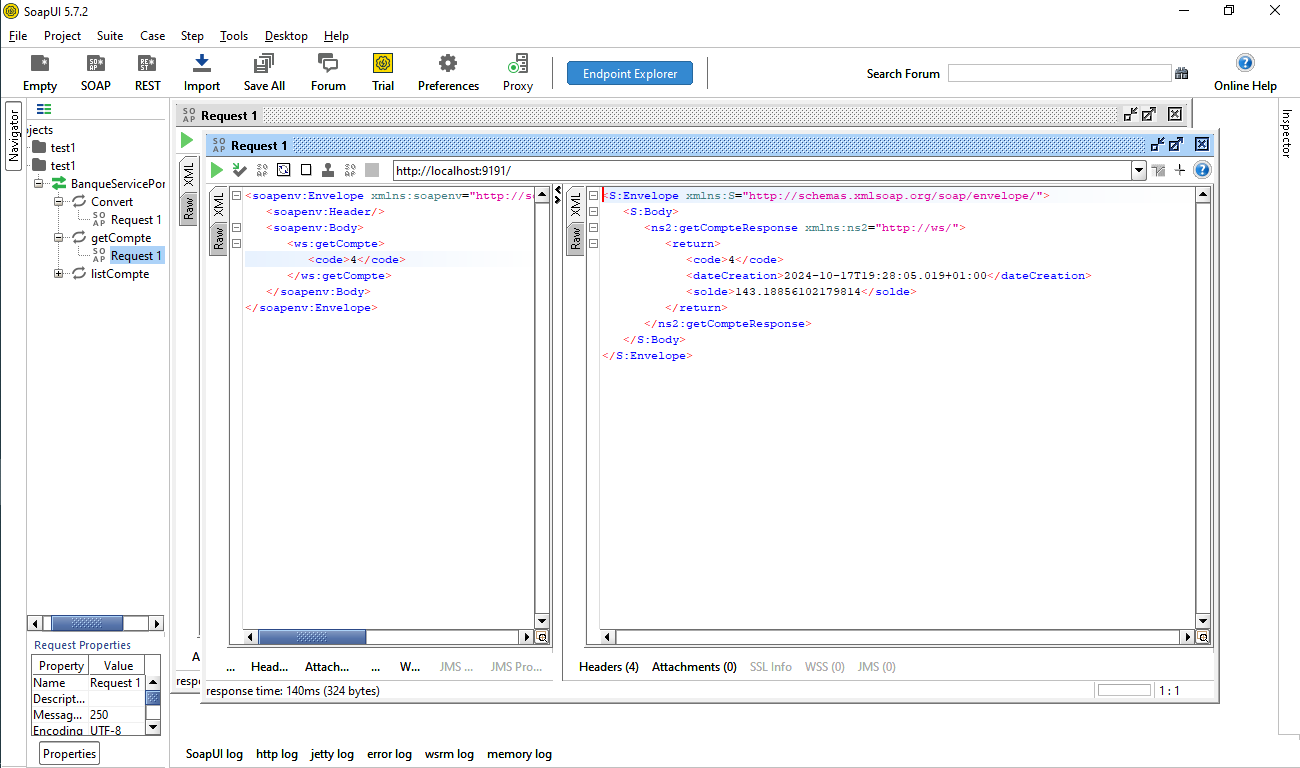 SoapUI 5.7.2
File Project Suite Case Step Tools Desktop Help
Empty SOAP REST Import Save All Forum Trial Preferences Proxy Endpoint Explorer Search Forum Online Help
Navigator
Inspector
jects
test1
test1
BanqueServicePor
Convert
SOAP Request 1
getCompte
SOAP Request 1
listCompte
SOAP Request 1
XML
Raw
SOAP Request 1
http://localhost:9191/
XML
Raw
<soapenv:Envelope xmlns:soapenv="http://sc
<soapenv:Header/>
<soapenv:Body>
<ws:getCompte>
<code>4</code>
</ws:getCompte>
</soapenv:Body>
</soapenv:Envelope>
XML
Raw
<S:Envelope xmlns:S="http://schemas.xmlsoap.org/soap/envelope/">
<S:Body>
<ns2:getCompteResponse xmlns:ns2="http://ws/">
<return>
<code>4</code>
<dateCreation>2024-10-17T19:28:05.019+01:00</dateCreation>
<solde>143.18856102179814</solde>
</return>
</ns2:getCompteResponse>
</S:Body>
</S:Envelope>
A
... Head... Attach... ... W... JMS ... JMS Pro...
Headers (4) Attachments (0) SSL Info WSS (0) JMS (0)
resp
response time: 140ms (324 bytes)
1 : 1
Request Properties
Property Value
Name Request 1
Descript...
Messag... 250
Encoding UTF-8
Properties
SoapUI log http log jetty log error log wsrm log memory log